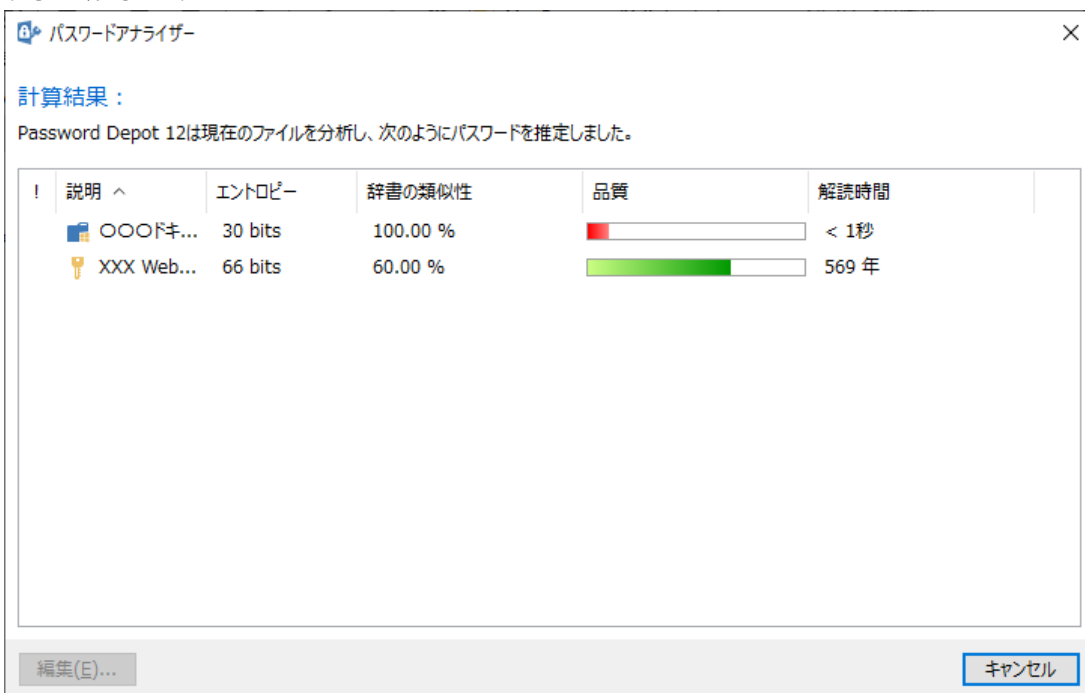 パスワードアナライザー
計算結果：
Password Depot 12は現在のファイルを分析し、次のようにパスワードを推定しました。
! 説明 エントロピー 辞書の類似性 品質 解読時間
〇〇〇ドキ... 30 bits 100.00 % < 1秒
XXX Web... 66 bits 60.00 % 569 年
編集(E)... キャンセル